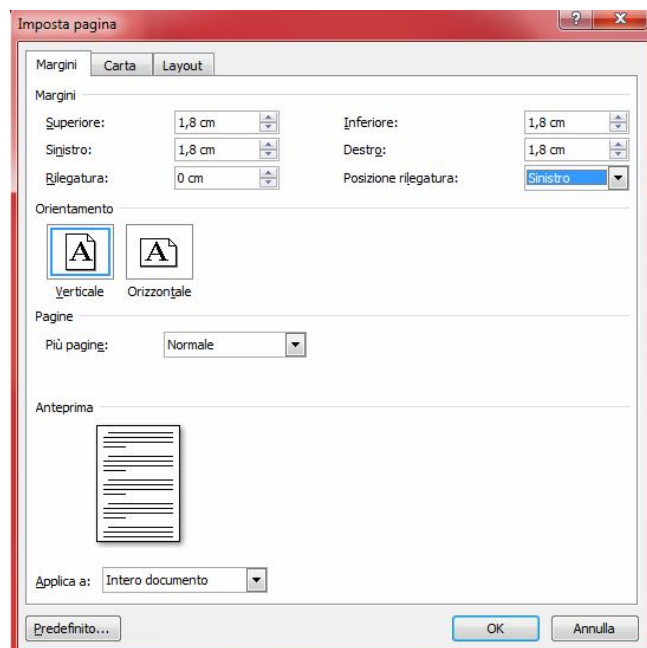 Imposta pagina
Margini Carta Layout
Margini
Superiore: 1,8 cm Inferiore: 1,8 cm
Sinistro: 1,8 cm Destro: 1,8 cm
Rilegatura: 0 cm Posizione rilegatura: Sinistro
Orientamento
A A
Verticale Orizzontale
Pagine
Più pagine: Normale
Anteprima
Applica a: Intero documento
Predefinito... OK Annulla